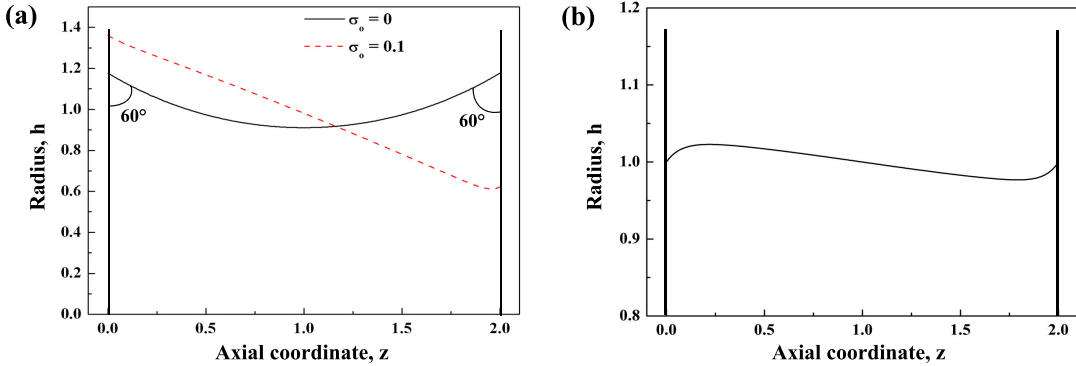 (a)
σo = 0
σo = 0.1
60°
60°
Radius, h
1.4
1.2
1.0
0.8
0.6
0.4
0.2
0.0
0.0 0.5 1.0 1.5 2.0
Axial coordinate, z
(b)
Radius, h
1.2
1.1
1.0
0.9
0.8
0.0 0.5 1.0 1.5 2.0
Axial coordinate, z